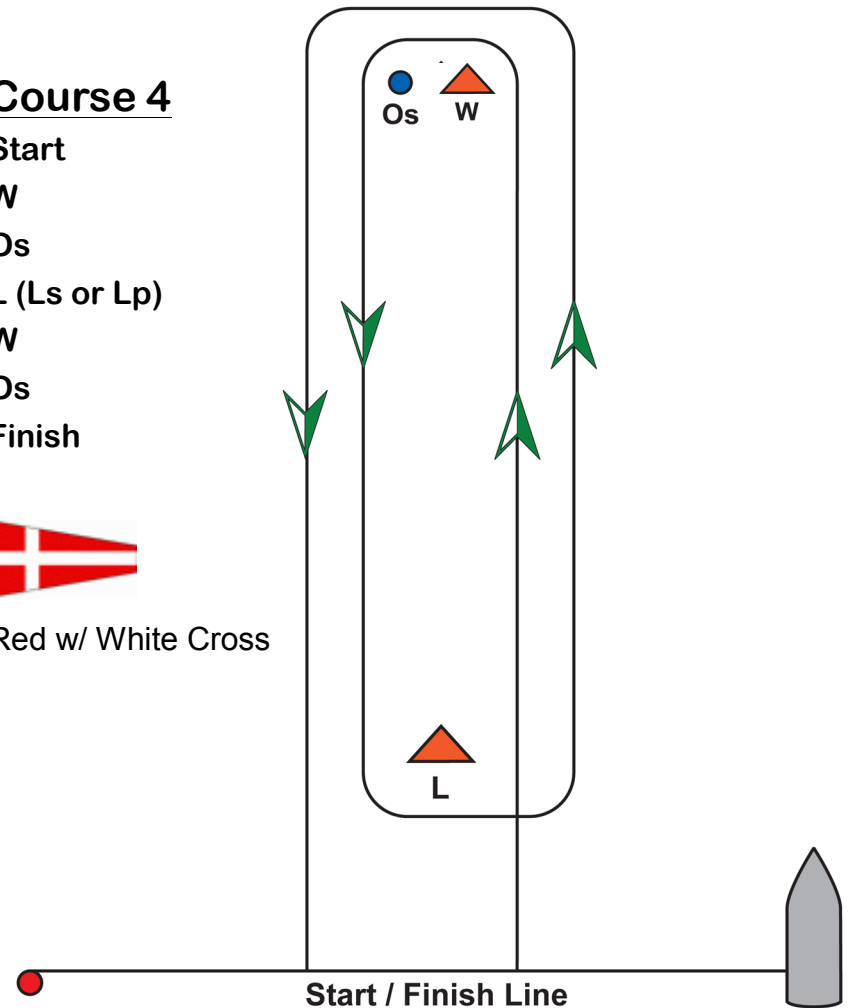 Course 4
Start
W
Os
L (Ls or Lp)
W
Os
Finish
Red w/ White Cross
Os
W
L
Start / Finish Line